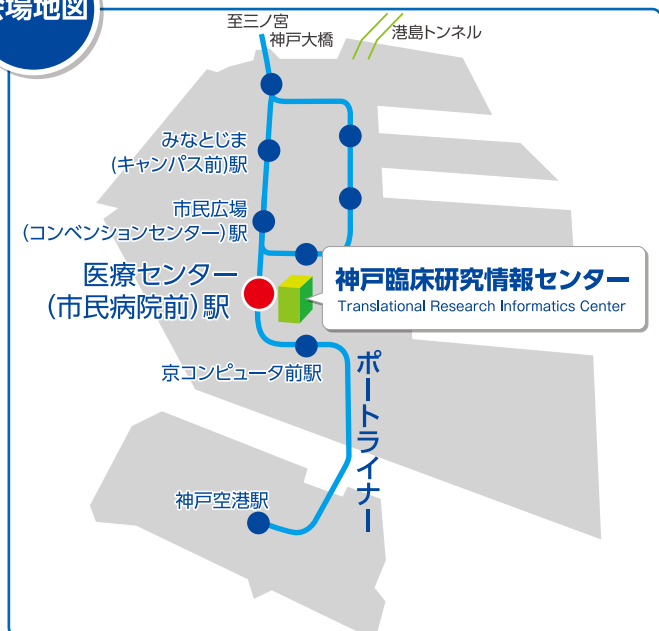 場地図
至三ノ宮
神戸大橋
港島トンネル
みなとじま
(キャンパス前)駅
市民広場
(コンベンションセンター)駅
医療センター
(市民病院前)駅
神戸臨床研究情報センター
Translational Research Informatics Center
京コンピュータ前駅
ポートライナー
神戸空港駅